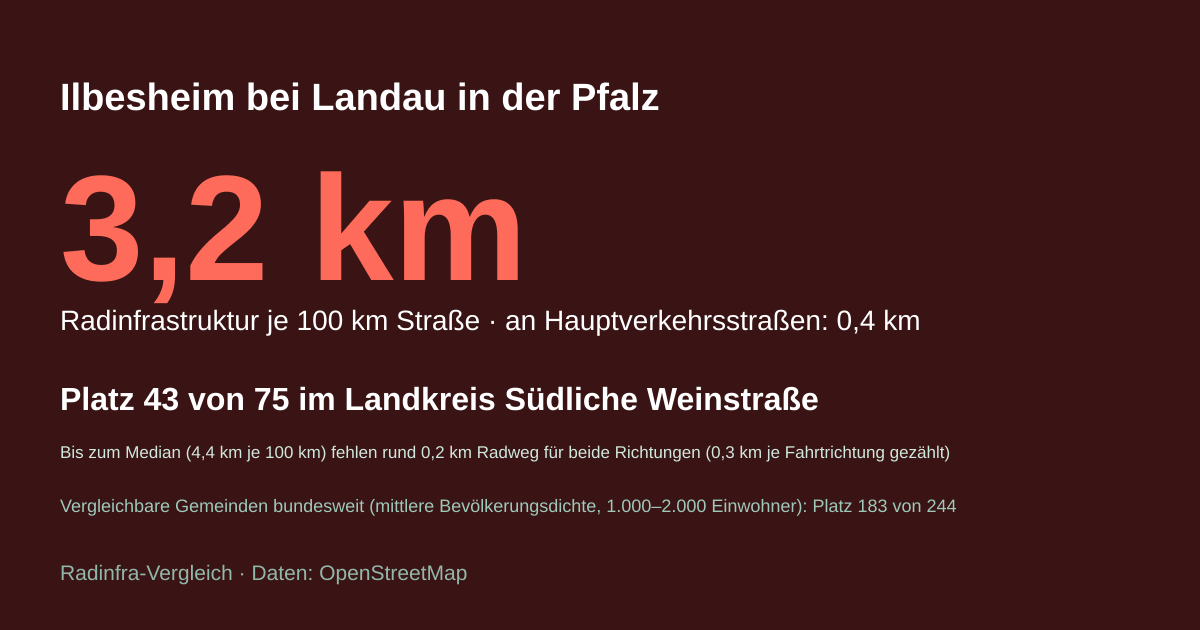 Ilbesheim bei Landau in der Pfalz
3,2 km
Radinfrastruktur je 100 km Straße · an Hauptverkehrsstraßen: 0,4 km
Platz 43 von 75 im Landkreis Südliche Weinstraße
Bis zum Median (4,4 km je 100 km) fehlen rund 0,2 km Radweg für beide Richtungen (0,3 km je Fahrtrichtung gezählt)
Vergleichbare Gemeinden bundesweit (mittlere Bevölkerungsdichte, 1.000–2.000 Einwohner): Platz 183 von 244
Radinfra-Vergleich · Daten: OpenStreetMap